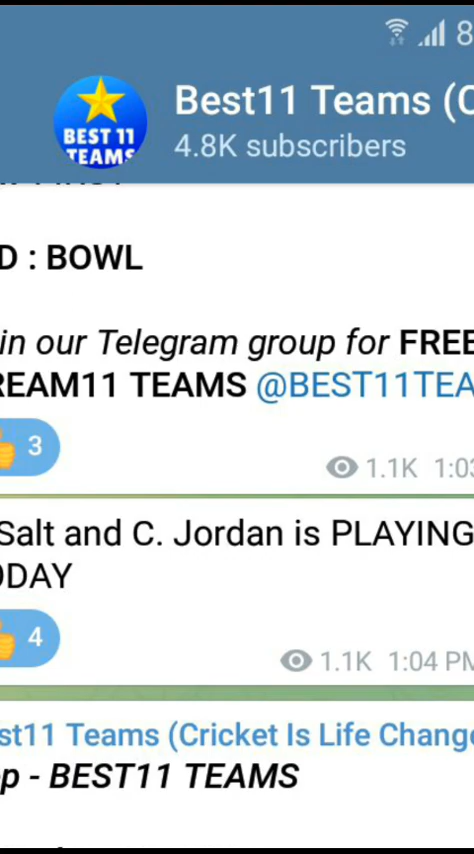 8
Best11 Teams (C
4.8K subscribers
BEST 11
TEAMS
D : BOWL
in our Telegram group for FREE
REAM11 TEAMS @BEST11TEA
3
1.1K 1:03
Salt and C. Jordan is PLAYING
ODAY
4
1.1K 1:04 PM
st11 Teams (Cricket Is Life Change
p - BEST11 TEAMS